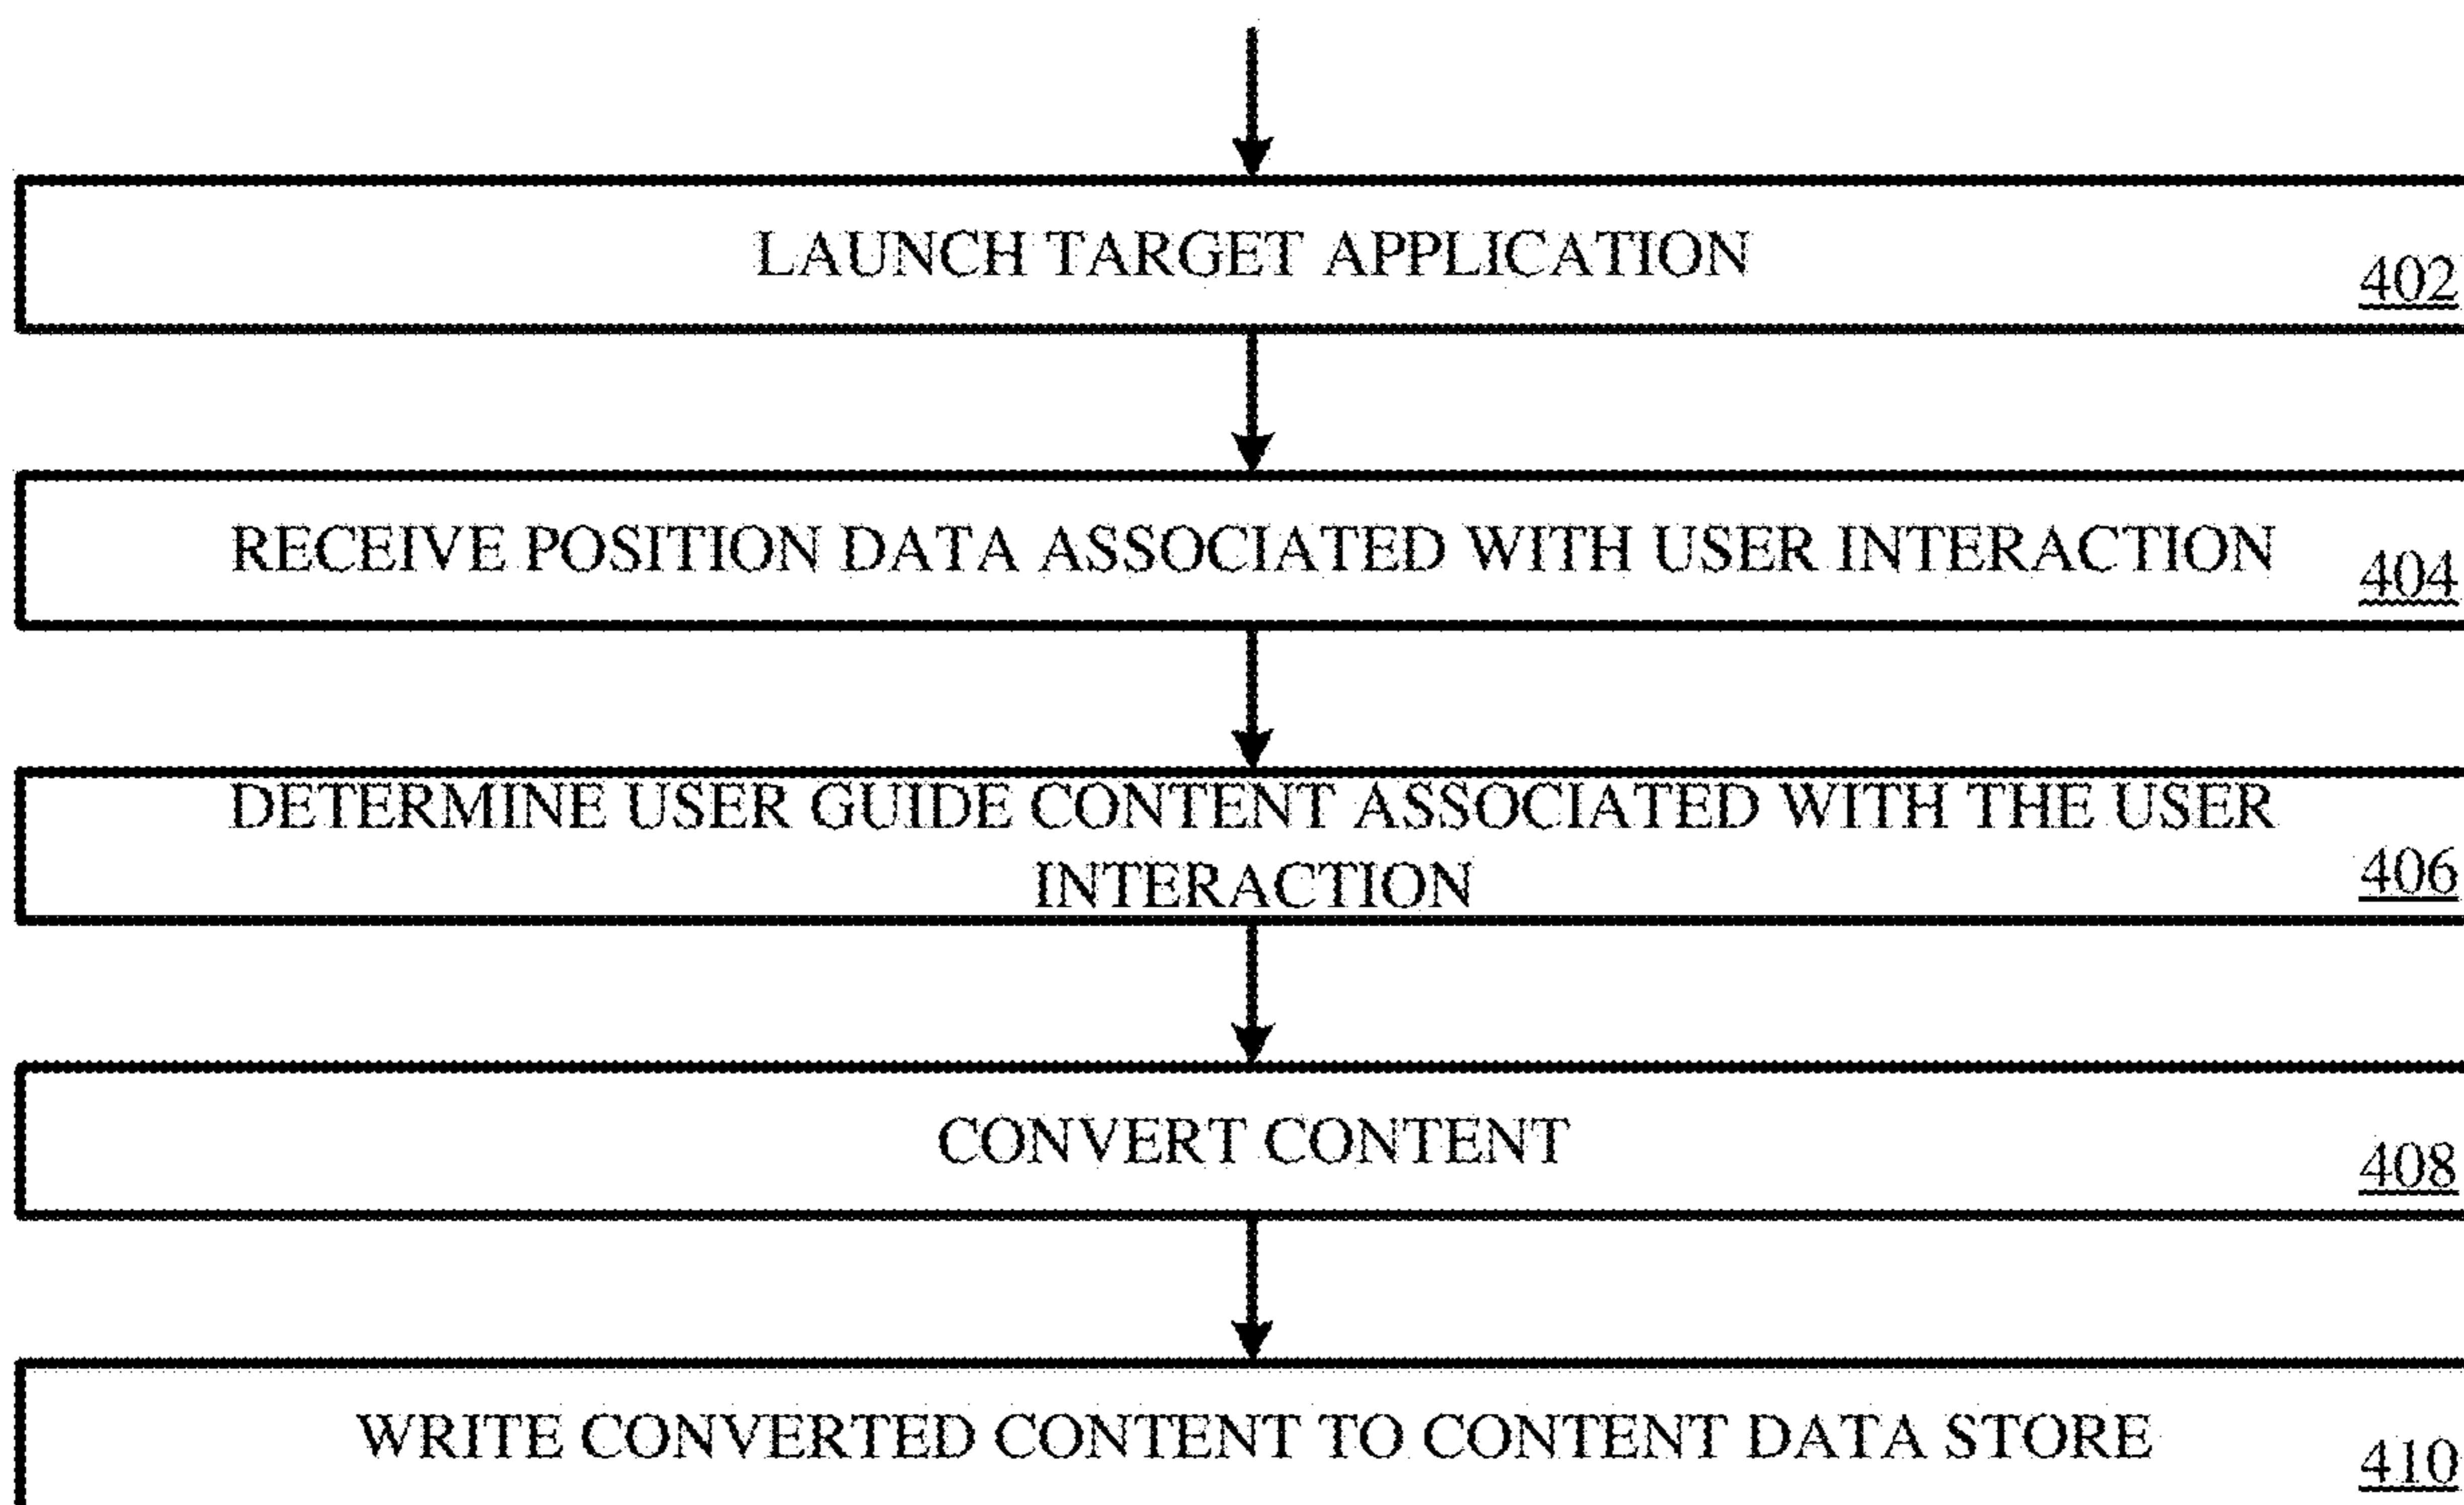 LAUNCH TARGET APPLICATION
402
RECEIVE POSITION DATA ASSOCIATED WITH USER INTERACTION
404
DETERMINE USER GUIDE CONTENT ASSOCIATED WITH THE USER
INTERACTION
406
CONVERT CONTENT
408
WRITE CONVERTED CONTENT TO CONTENT DATA STORE
410